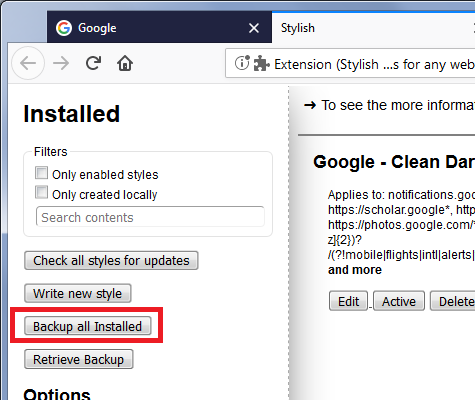 Google
Stylish
Extension (Stylish ...s for any web
Installed
Filters
Only enabled styles
Only created locally
Search contents
Check all styles for updates
Write new style
Backup all Installed
Retrieve Backup
Options
➔ To see the more informa
Google - Clean Dar
Applies to: notifications.goo
https://scholar.google*, http
https://photos.google.com/
z]{2})?
/(?!mobile|flights|intl|alerts|
and more
Edit Active Delete